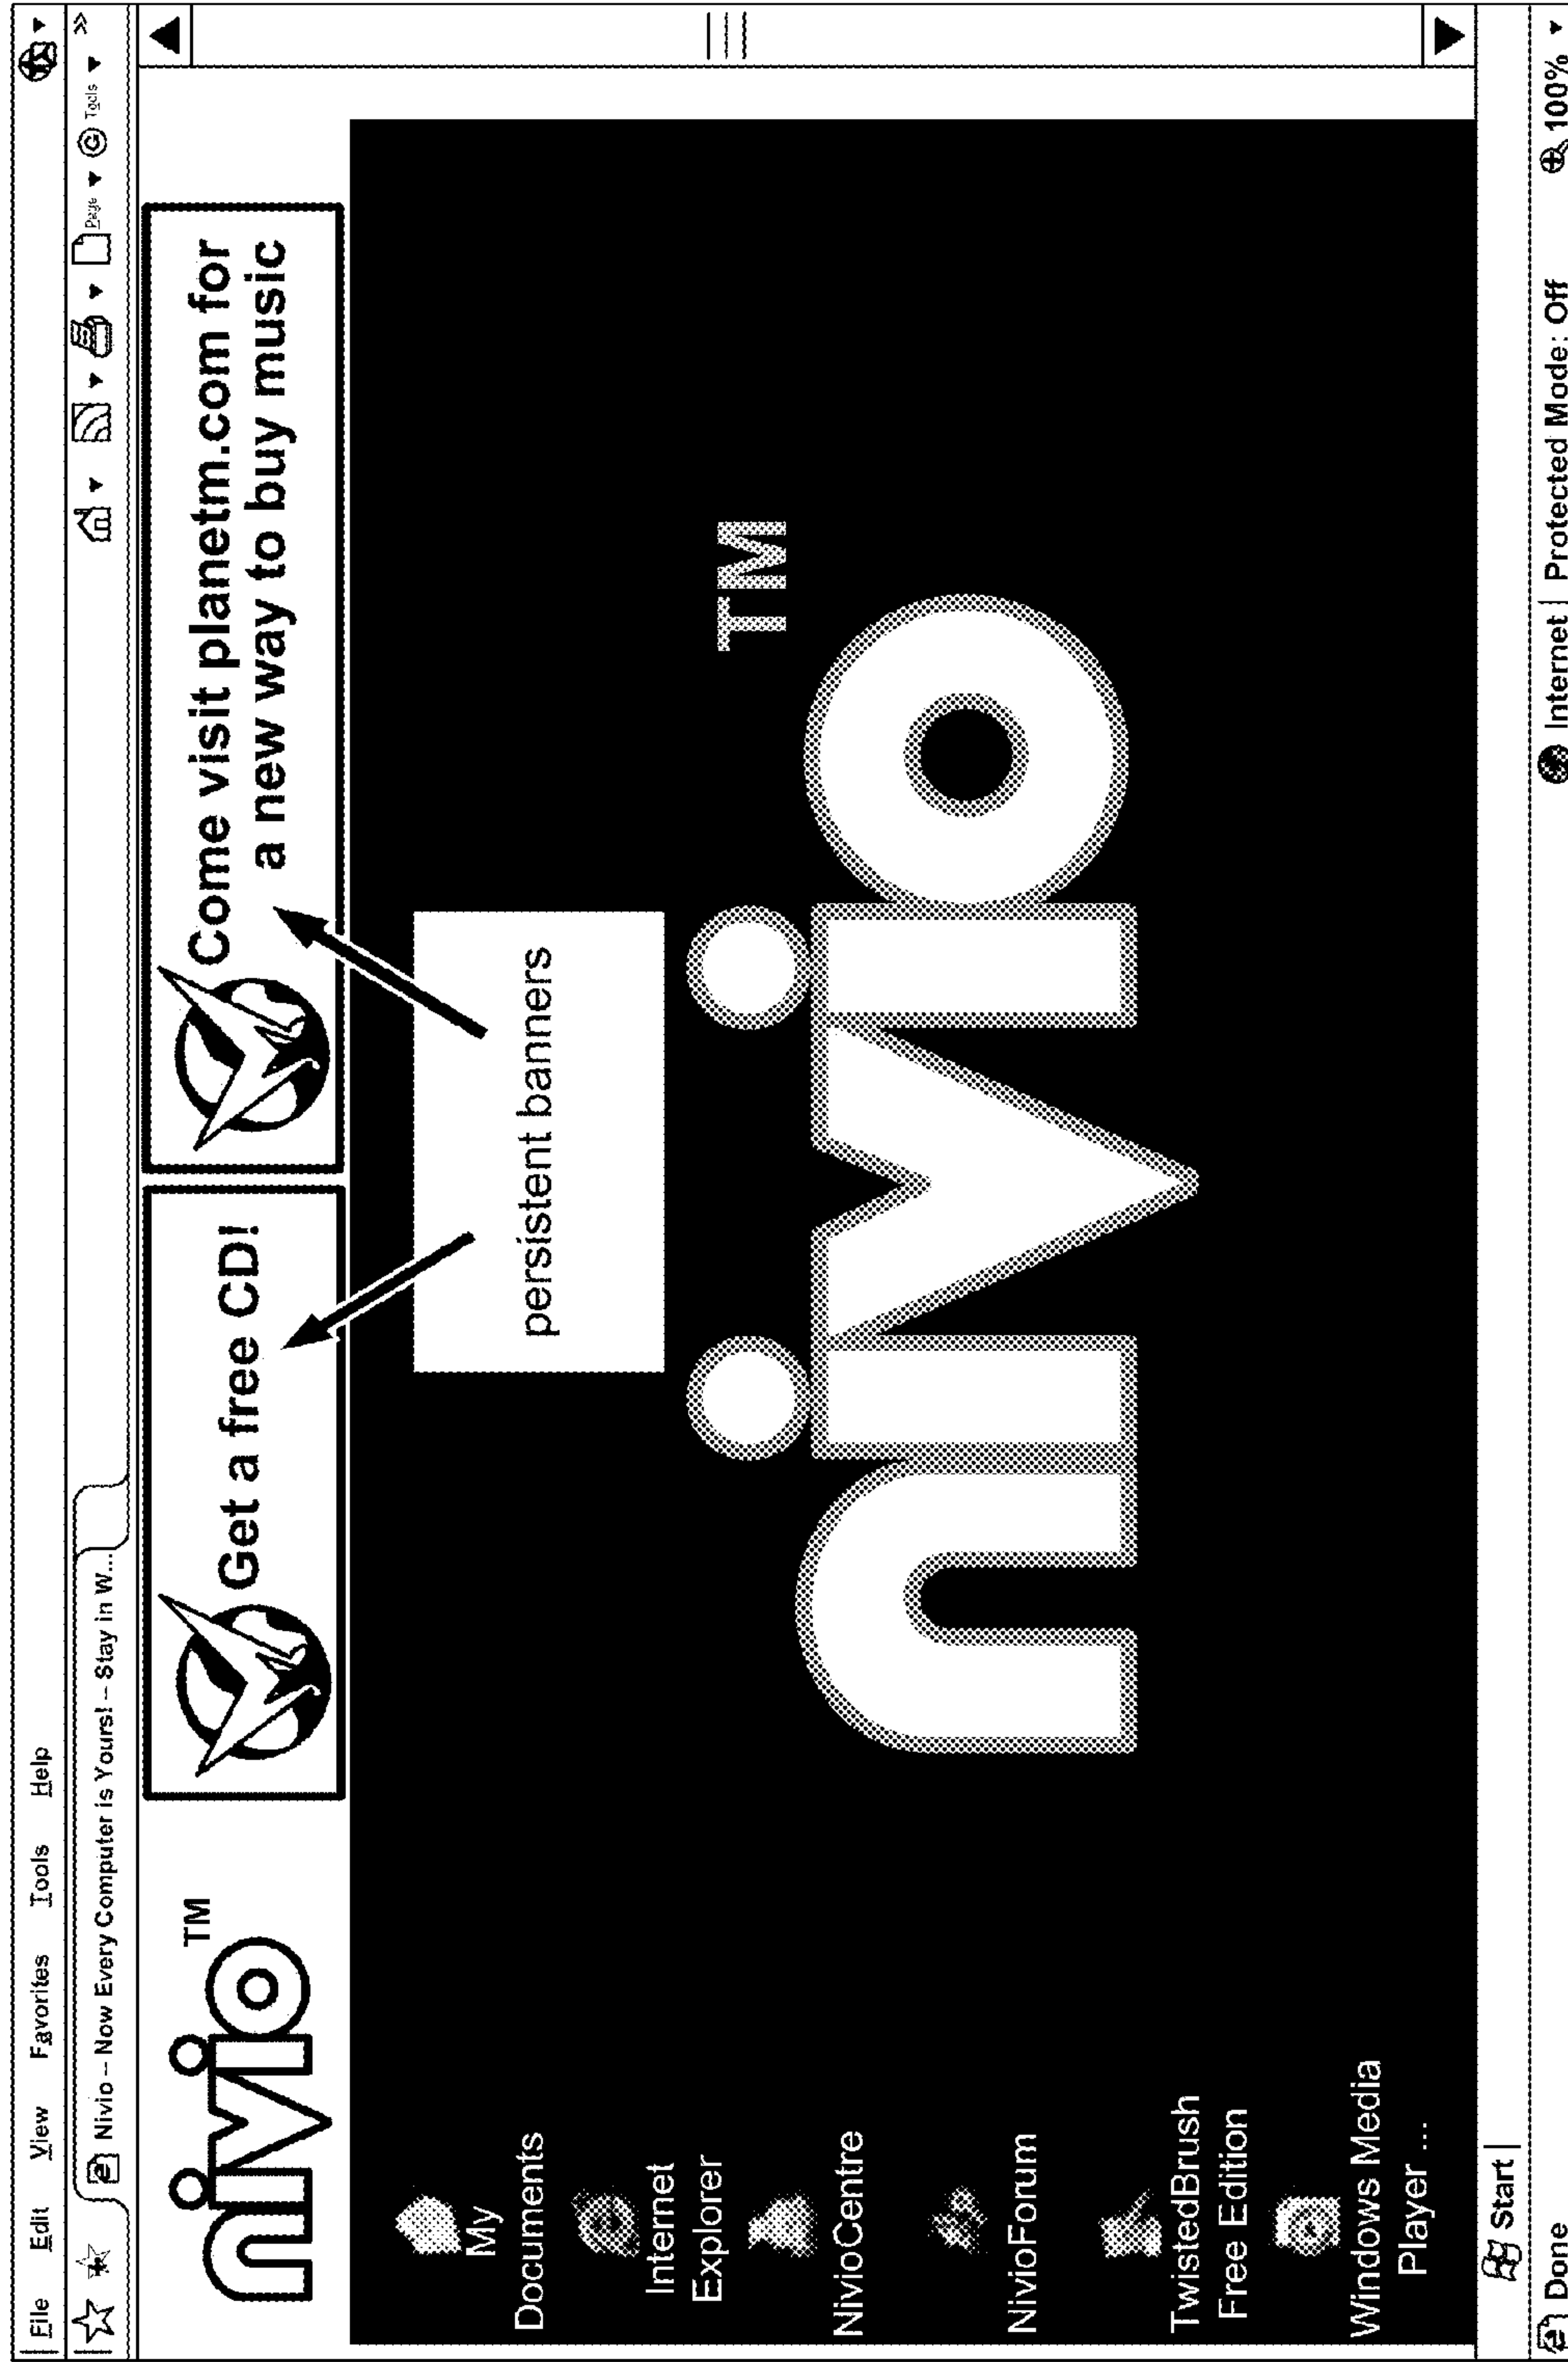 File Edit View Favorites Tools Help
Nivio – Now Every Computer is Yours! – Stay in W...
Page Tools »
nivio TM
Get a free CD!
Come visit planetm.com for
a new way to buy music
persistent banners
My
Documents
Internet
Explorer
NivioCentre
NivioForum
TwistedBrush
Free Edition
Windows Media
Player ...
nivio TM
Start
Done
Internet | Protected Mode: Off
100%